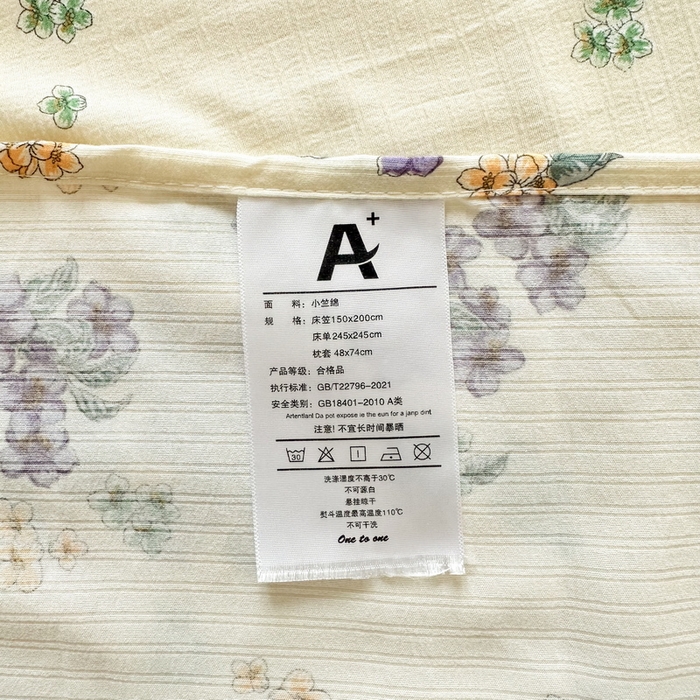 A+
面 料：小竺绵
规 格：床笠150x200cm
床单245x245cm
枕套 48x74cm
产品等级：合格品
执行标准：GB/T22796-2021
安全类别：GB18401-2010 A类
Artentian! Da pot expose ie the eun for a janp dint
注意! 不宜长时间暴晒
30
洗涤温度不高于30℃
不可源白
悬挂晾干
熨斗温度最高温度110℃
不可干洗
One to one